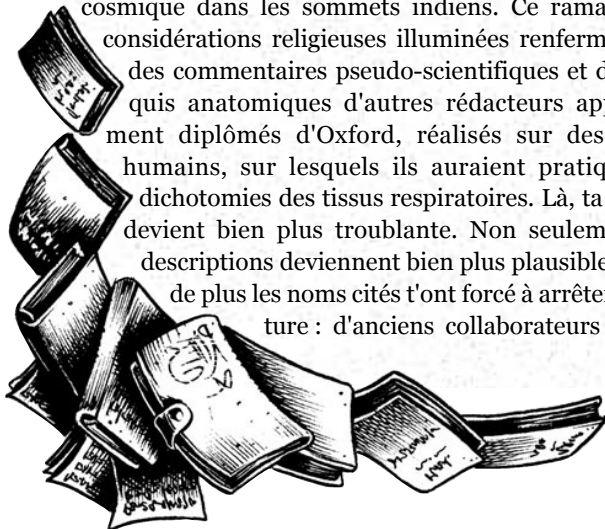 cosmique dans les sommets indiens. Ce rama
considérations religieuses illuminées renferm
des commentaires pseudo-scientifiques et d
quis anatomiques d'autres rédacteurs app
ment diplômés d'Oxford, réalisés sur des
humains, sur lesquels ils auraient pratiq
dichotomies des tissus respiratoires. Là, ta
devient bien plus troublante. Non seulem
descriptions deviennent bien plus plausible
de plus les noms cités t'ont forcé à arrête
ture : d'anciens collaborateurs